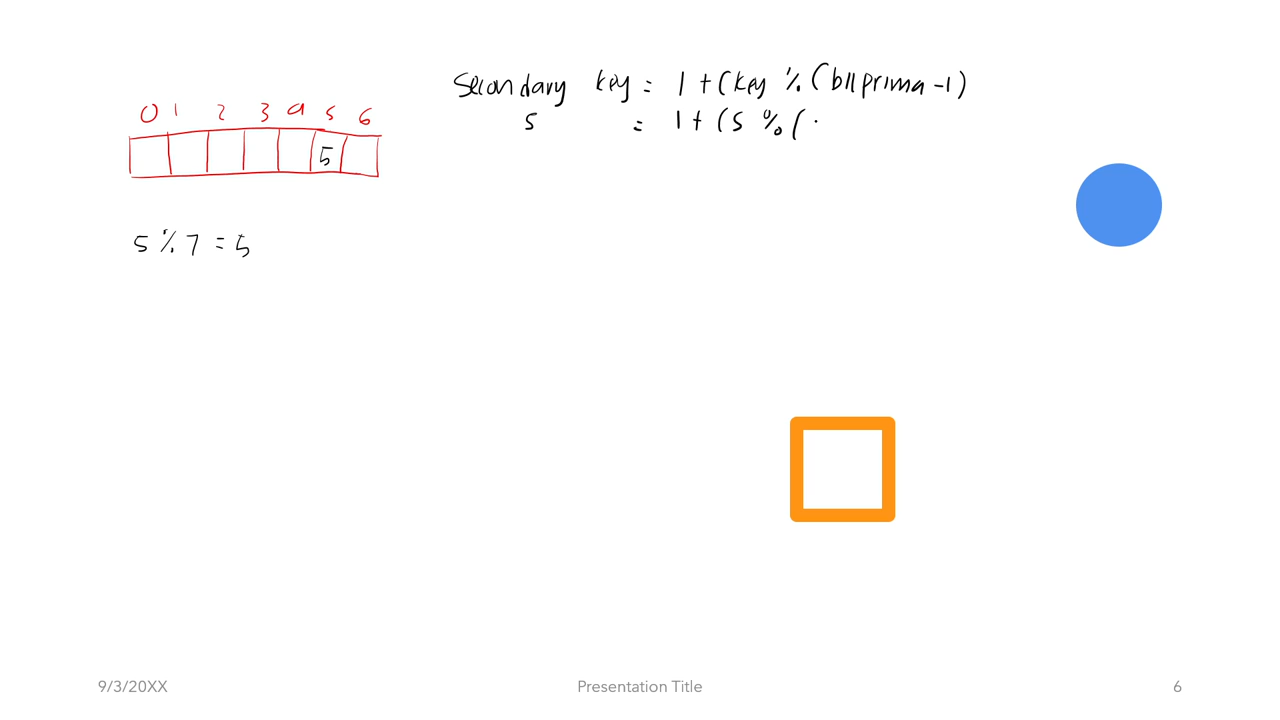 Secondary key = 1 + (key % (bil prima -1)
5 = 1 + (5 % (
0 1 2 3 4 5 6
5
5 % 7 = 5
9/3/20XX
Presentation Title
6